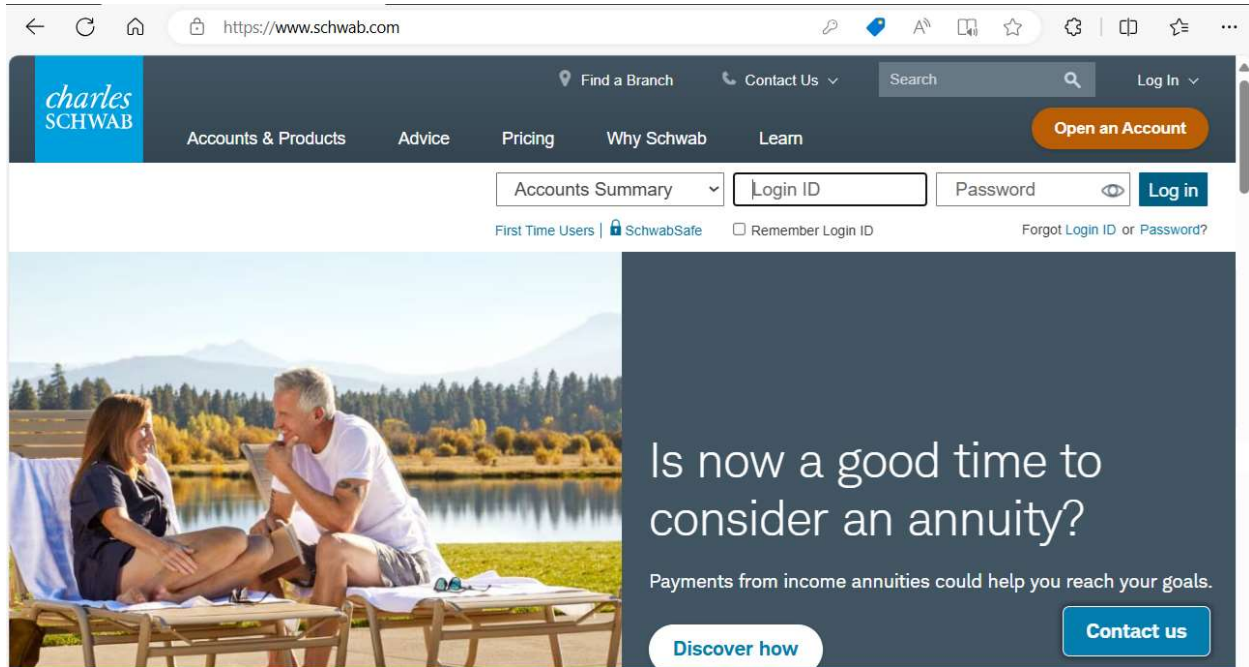 https://www.schwab.com
charles
SCHWAB
Find a Branch
Contact Us
Search
Log In
Accounts & Products
Advice
Pricing
Why Schwab
Learn
Open an Account
Accounts Summary
Login ID
Password
Log in
First Time Users |
SchwabSafe
Remember Login ID
Forgot Login ID or Password?
Is now a good time to
consider an annuity?
Payments from income annuities could help you reach your goals.
Contact us
Discover how